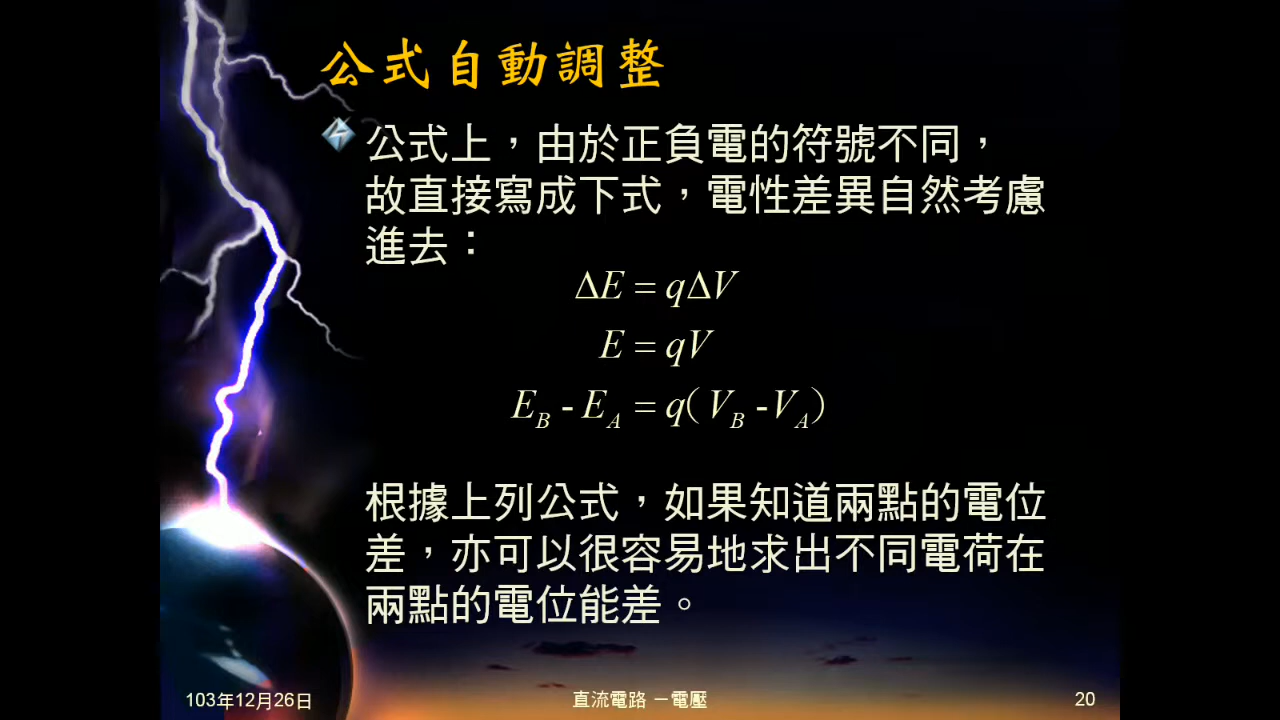 公式自動調整
公式上，由於正負電的符號不同，
故直接寫成下式，電性差異自然考慮
進去：
ΔE = qΔV
E = qV
E_B - E_A = q( V_B - V_A )
根據上列公式，如果知道兩點的電位
差，亦可以很容易地求出不同電荷在
兩點的電位能差。
103年12月26日
直流電路 －電壓
20